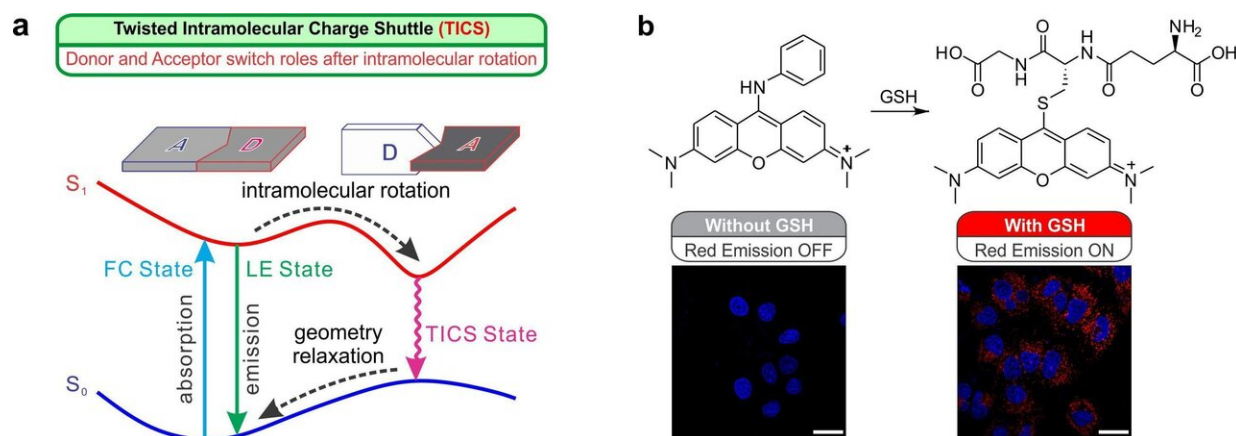 a
Twisted Intramolecular Charge Shuttle (TICS)
Donor and Acceptor switch roles after intramolecular rotation
A
D
D
A
S1
intramolecular rotation
FC State
LE State
TICS State
absorption
emission
geometry
relaxation
S0
b
HN
N
O
N
+
GSH
HO
O
N
H
O
H
N
O
NH2
OH
O
S
N
O
N
+
Without GSH
Red Emission OFF
With GSH
Red Emission ON